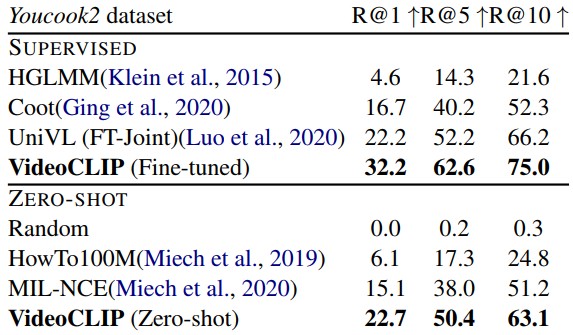 Youcook2 dataset R@1 ↑ R@5 ↑ R@10 ↑
SUPERVISED
HGLMM(Klein et al., 2015) 4.6 14.3 21.6
Coot(Ging et al., 2020) 16.7 40.2 52.3
UniVL (FT-Joint)(Luo et al., 2020) 22.2 52.2 66.2
VideoCLIP (Fine-tuned) 32.2 62.6 75.0
ZERO-SHOT
Random 0.0 0.2 0.3
HowTo100M(Miech et al., 2019) 6.1 17.3 24.8
MIL-NCE(Miech et al., 2020) 15.1 38.0 51.2
VideoCLIP (Zero-shot) 22.7 50.4 63.1